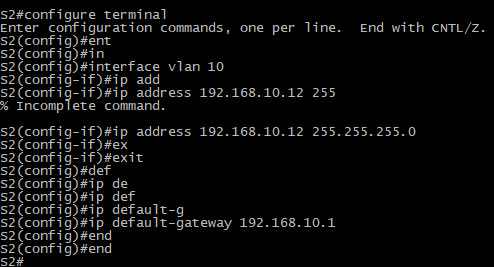 S2#configure terminal
Enter configuration commands, one per line.  End with CNTL/Z.
S2(config)#ent
S2(config)#in
S2(config)#interface vlan 10
S2(config-if)#ip add
S2(config-if)#ip address 192.168.10.12 255
% Incomplete command.

S2(config-if)#ip address 192.168.10.12 255.255.255.0
S2(config-if)#ex
S2(config-if)#exit
S2(config)#def
S2(config)#ip de
S2(config)#ip def
S2(config)#ip default-g
S2(config)#ip default-gateway 192.168.10.1
S2(config)#end
S2(config)#end
S2#